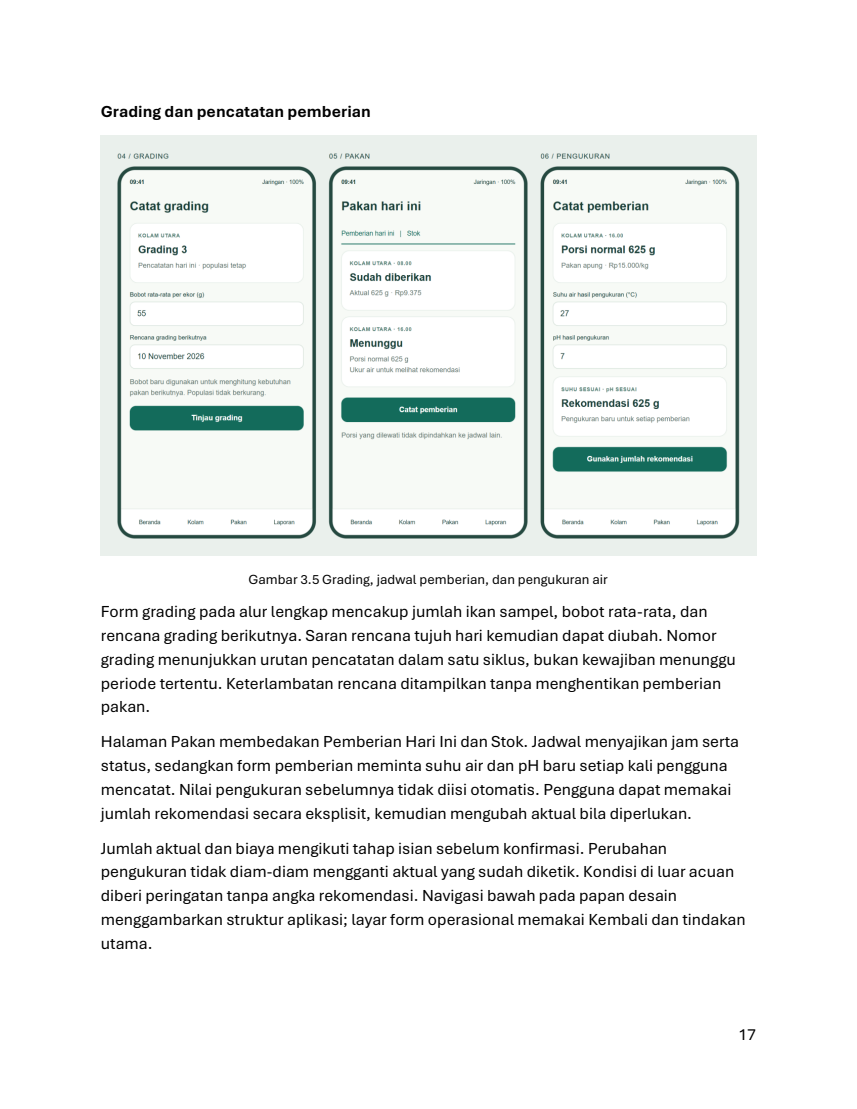 Grading dan pencatatan pemberian
04 / GRADING
09:41 Jaringan · 100%
Catat grading
KOLAM UTARA
Grading 3
Pencatatan hari ini · populasi tetap
Bobot rata-rata per ekor (g)
55
Rencana grading berikutnya
10 November 2026
Bobot baru digunakan untuk menghitung kebutuhan
pakan berikutnya. Populasi tidak berkurang.
Tinjau grading
Beranda Kolam Pakan Laporan
05 / PAKAN
09:41 Jaringan · 100%
Pakan hari ini
Pemberian hari ini | Stok
KOLAM UTARA · 08.00
Sudah diberikan
Aktual 625 g · Rp9.375
KOLAM UTARA · 16.00
Menunggu
Porsi normal 625 g
Ukur air untuk melihat rekomendasi
Catat pemberian
Porsi yang dilewati tidak dipindahkan ke jadwal lain.
Beranda Kolam Pakan Laporan
06 / PENGUKURAN
09:41 Jaringan · 100%
Catat pemberian
KOLAM UTARA · 16.00
Porsi normal 625 g
Pakan apung · Rp15.000/kg
Suhu air hasil pengukuran (°C)
27
pH hasil pengukuran
7
SUHU SESUAI · pH SESUAI
Rekomendasi 625 g
Pengukuran baru untuk setiap pemberian
Gunakan jumlah rekomendasi
Beranda Kolam Pakan Laporan
Gambar 3.5 Grading, jadwal pemberian, dan pengukuran air
Form grading pada alur lengkap mencakup jumlah ikan sampel, bobot rata-rata, dan
rencana grading berikutnya. Saran rencana tujuh hari kemudian dapat diubah. Nomor
grading menunjukkan urutan pencatatan dalam satu siklus, bukan kewajiban menunggu
periode tertentu. Keterlambatan rencana ditampilkan tanpa menghentikan pemberian
pakan.
Halaman Pakan membedakan Pemberian Hari Ini dan Stok. Jadwal menyajikan jam serta
status, sedangkan form pemberian meminta suhu air dan pH baru setiap kali pengguna
mencatat. Nilai pengukuran sebelumnya tidak diisi otomatis. Pengguna dapat memakai
jumlah rekomendasi secara eksplisit, kemudian mengubah aktual bila diperlukan.
Jumlah aktual dan biaya mengikuti tahap isian sebelum konfirmasi. Perubahan
pengukuran tidak diam-diam mengganti aktual yang sudah diketik. Kondisi di luar acuan
diberi peringatan tanpa angka rekomendasi. Navigasi bawah pada papan desain
menggambarkan struktur aplikasi; layar form operasional memakai Kembali dan tindakan
utama.
17